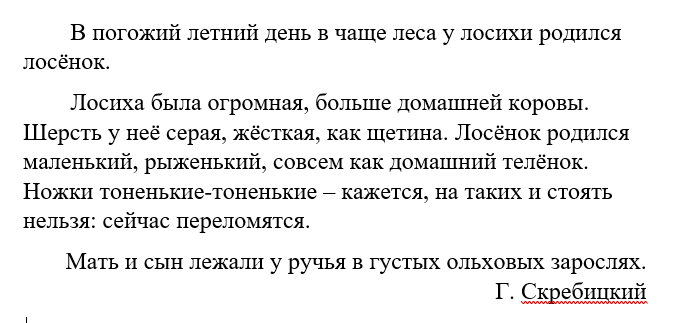 В погожий летний день в чаще леса у лосихи родился
лосёнок.
Лосиха была огромная, больше домашней коровы.
Шерсть у неё серая, жёсткая, как щетина. Лосёнок родился
маленький, рыженький, совсем как домашний телёнок.
Ножки тоненькие-тоненькие – кажется, на таких и стоять
нельзя: сейчас переломятся.
Мать и сын лежали у ручья в густых ольховых зарослях.
Г. Скребицкий